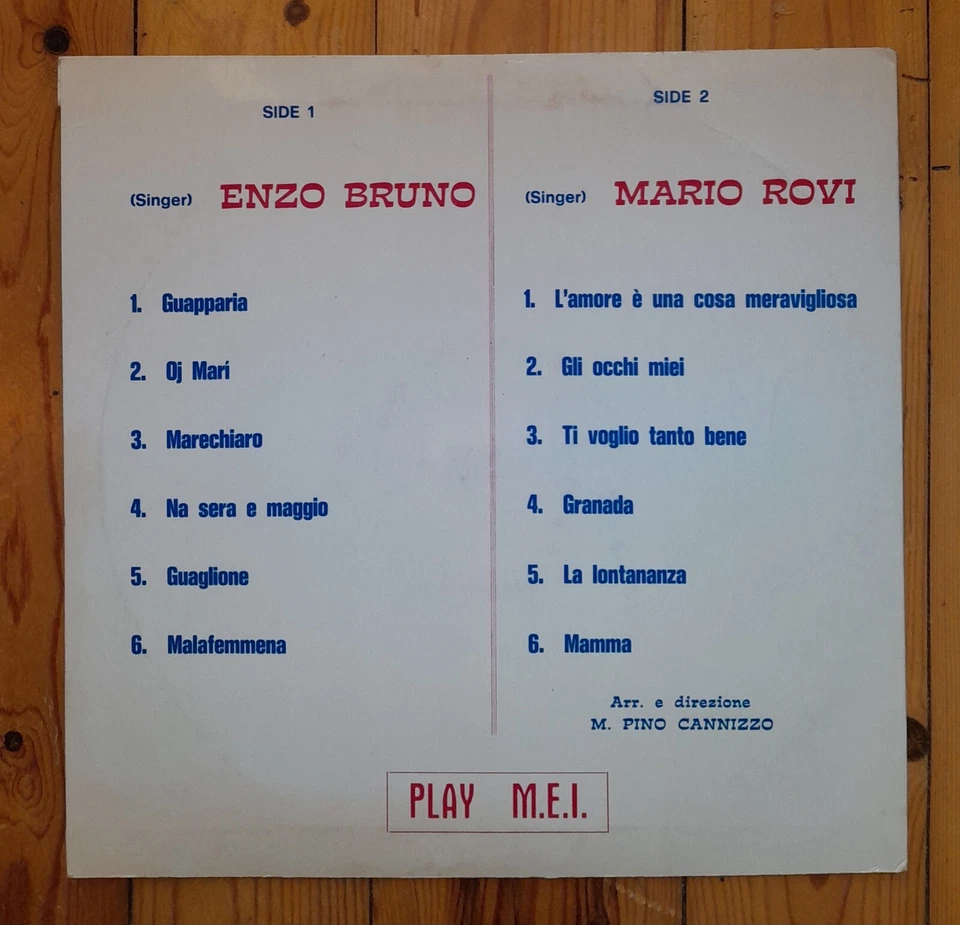 SIDE 1
(Singer) ENZO BRUNO
1. Guapparia
2. Oj Marí
3. Marechiaro
4. Na sera e maggio
5. Guaglione
6. Malafemmena
SIDE 2
(Singer) MARIO ROVI
1. L'amore è una cosa meravigliosa
2. Gli occhi miei
3. Ti voglio tanto bene
4. Granada
5. La lontananza
6. Mamma
Arr. e direzione
M. PINO CANNIZZO
PLAY M.E.I.